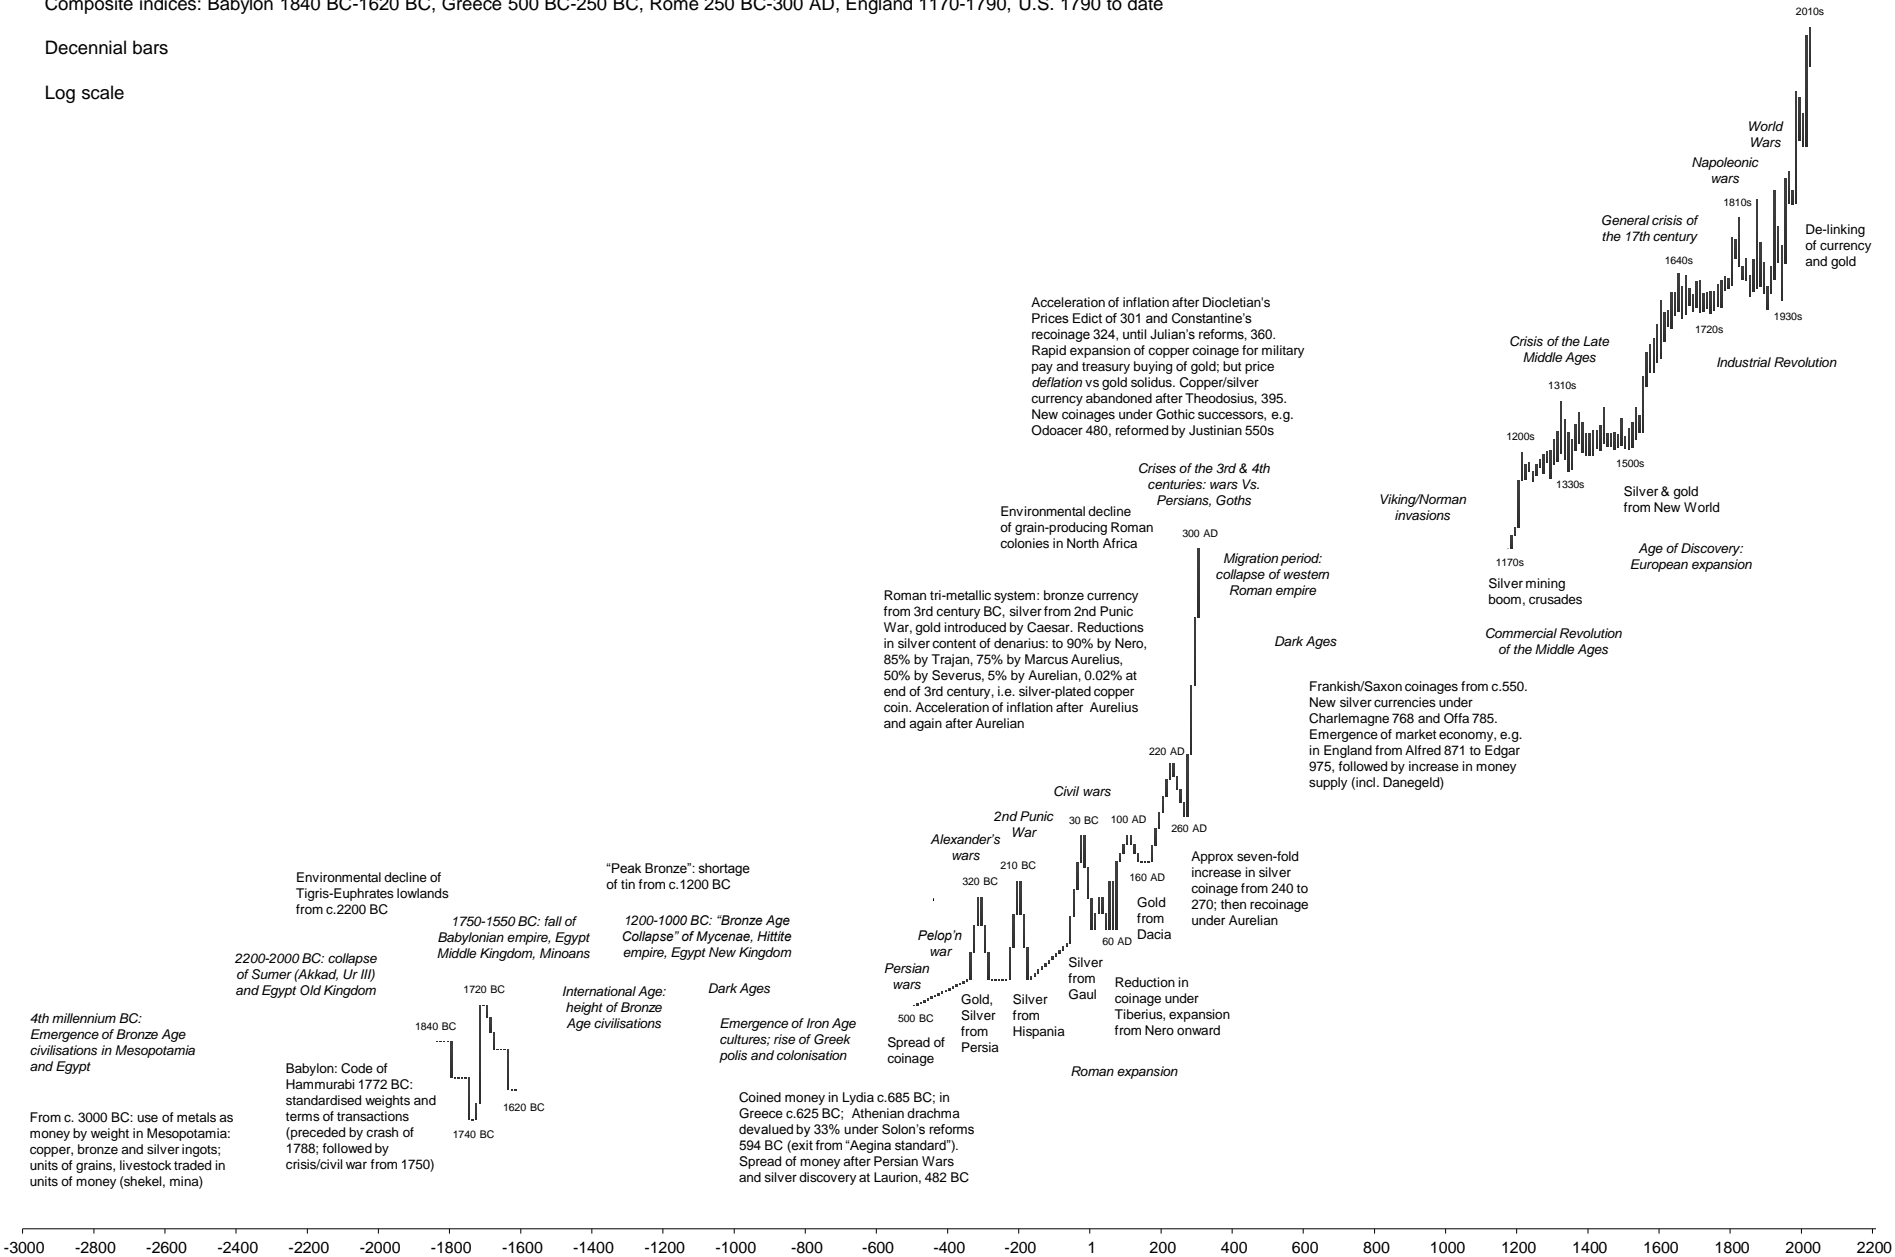 Composite indices: Babylon 1840 BC-1620 BC, Greece 500 BC-250 BC, Rome 250 BC-300 AD, England 1170-1790, U.S. 1790 to date
Decennial bars
Log scale
2010s
World
Wars
Napoleonic
wars
1810s
General crisis of
the 17th century
1640s
De-linking
of currency
and gold
1930s
1720s
Industrial Revolution
Acceleration of inflation after Diocletian's
Prices Edict of 301 and Constantine's
recoinage 324, until Julian's reforms, 360.
Rapid expansion of copper coinage for military
pay and treasury buying of gold; but price
deflation vs gold solidus. Copper/silver
currency abandoned after Theodosius, 395.
New coinages under Gothic successors, e.g.
Odoacer 480, reformed by Justinian 550s
Crisis of the Late
Middle Ages
1310s
1200s
1500s
1330s
Silver & gold
from New World
Crises of the 3rd & 4th
centuries: wars Vs.
Persians, Goths
Viking/Norman
invasions
Environmental decline
of grain-producing Roman
colonies in North Africa
300 AD
Migration period:
collapse of western
Roman empire
Age of Discovery:
European expansion
1170s
Silver mining
boom, crusades
Roman tri-metallic system: bronze currency
from 3rd century BC, silver from 2nd Punic
War, gold introduced by Caesar. Reductions
in silver content of denarius: to 90% by Nero,
85% by Trajan, 75% by Marcus Aurelius,
50% by Severus, 5% by Aurelian, 0.02% at
end of 3rd century, i.e. silver-plated copper
coin. Acceleration of inflation after Aurelius
and again after Aurelian
Dark Ages
Commercial Revolution
of the Middle Ages
Frankish/Saxon coinages from c.550.
New silver currencies under
Charlemagne 768 and Offa 785.
Emergence of market economy, e.g.
in England from Alfred 871 to Edgar
975, followed by increase in money
supply (incl. Danegeld)
220 AD
Civil wars
30 BC
100 AD
260 AD
2nd Punic
War
210 BC
Alexander's
wars
320 BC
160 AD
Approx seven-fold
increase in silver
coinage from 240 to
270; then recoinage
under Aurelian
Gold
from
Dacia
60 AD
Pelop'n
war
Persian
wars
Silver
from
Gaul
Reduction in
coinage under
Tiberius, expansion
from Nero onward
Gold,
Silver
from
Persia
Silver
from
Hispania
500 BC
Spread of
coinage
Roman expansion
Environmental decline of
Tigris-Euphrates lowlands
from c.2200 BC
"Peak Bronze": shortage
of tin from c.1200 BC
1750-1550 BC: fall of
Babylonian empire, Egypt
Middle Kingdom, Minoans
1200-1000 BC: "Bronze Age
Collapse" of Mycenae, Hittite
empire, Egypt New Kingdom
2200-2000 BC: collapse
of Sumer (Akkad, Ur III)
and Egypt Old Kingdom
1720 BC
International Age:
height of Bronze
Age civilisations
Dark Ages
4th millennium BC:
Emergence of Bronze Age
civilisations in Mesopotamia
and Egypt
1840 BC
Emergence of Iron Age
cultures; rise of Greek
polis and colonisation
Babylon: Code of
Hammurabi 1772 BC:
standardised weights and
terms of transactions
(preceded by crash of
1788; followed by
crisis/civil war from 1750)
1620 BC
1740 BC
From c. 3000 BC: use of metals as
money by weight in Mesopotamia:
copper, bronze and silver ingots;
units of grains, livestock traded in
units of money (shekel, mina)
Coined money in Lydia c.685 BC; in
Greece c.625 BC; Athenian drachma
devalued by 33% under Solon's reforms
594 BC (exit from "Aegina standard").
Spread of money after Persian Wars
and silver discovery at Laurion, 482 BC
-3000 -2800 -2600 -2400 -2200 -2000 -1800 -1600 -1400 -1200 -1000 -800 -600 -400 -200 1 200 400 600 800 1000 1200 1400 1600 1800 2000 2200